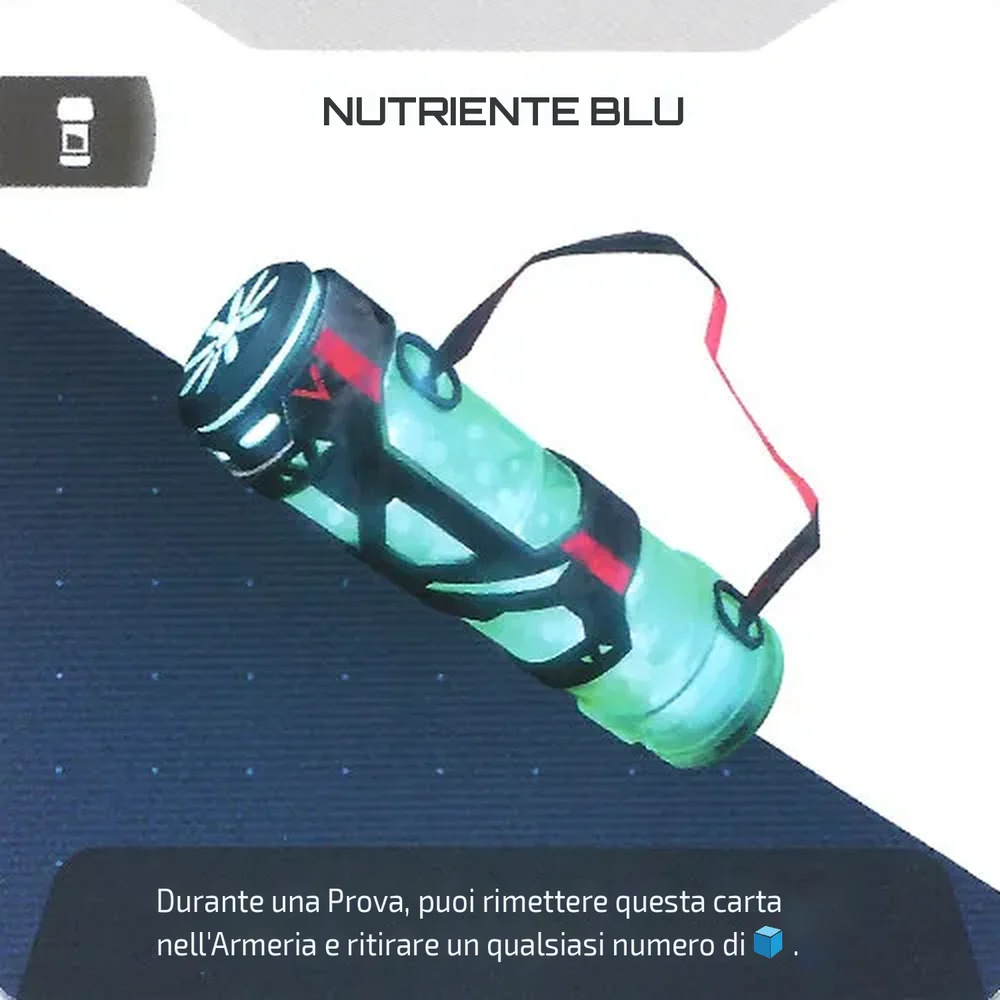 NUTRIENTE BLU
Durante una Prova, puoi rimettere questa carta
nell'Armeria e ritirare un qualsiasi numero di .